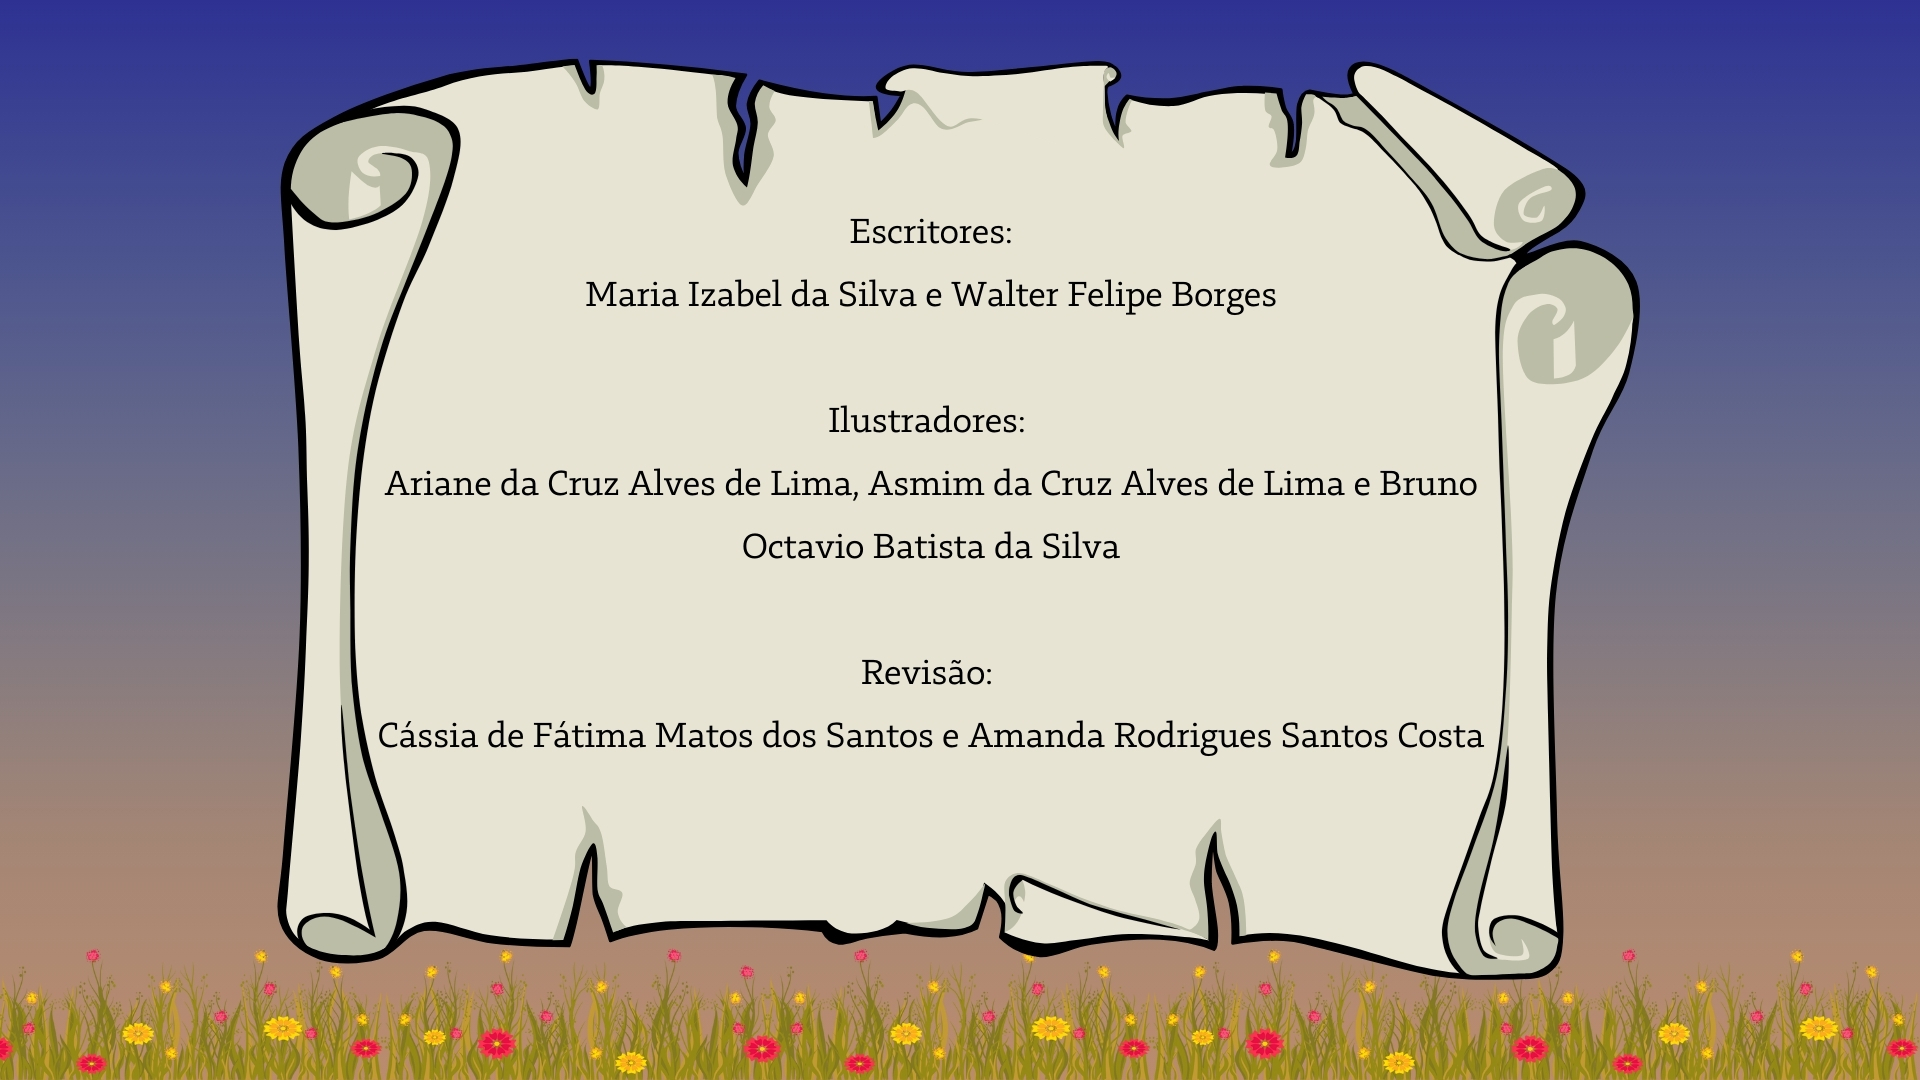 Escritores:
Maria Izabel da Silva e Walter Felipe Borges
Ilustradores:
Ariane da Cruz Alves de Lima, Asmim da Cruz Alves de Lima e Bruno
Octavio Batista da Silva
Revisão:
Cássia de Fátima Matos dos Santos e Amanda Rodrigues Santos Costa